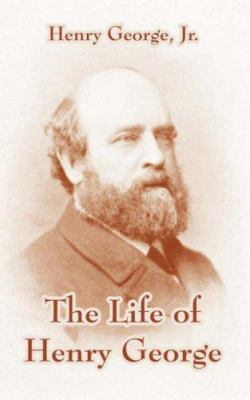 Henry George, Jr.
The Life of
Henry George